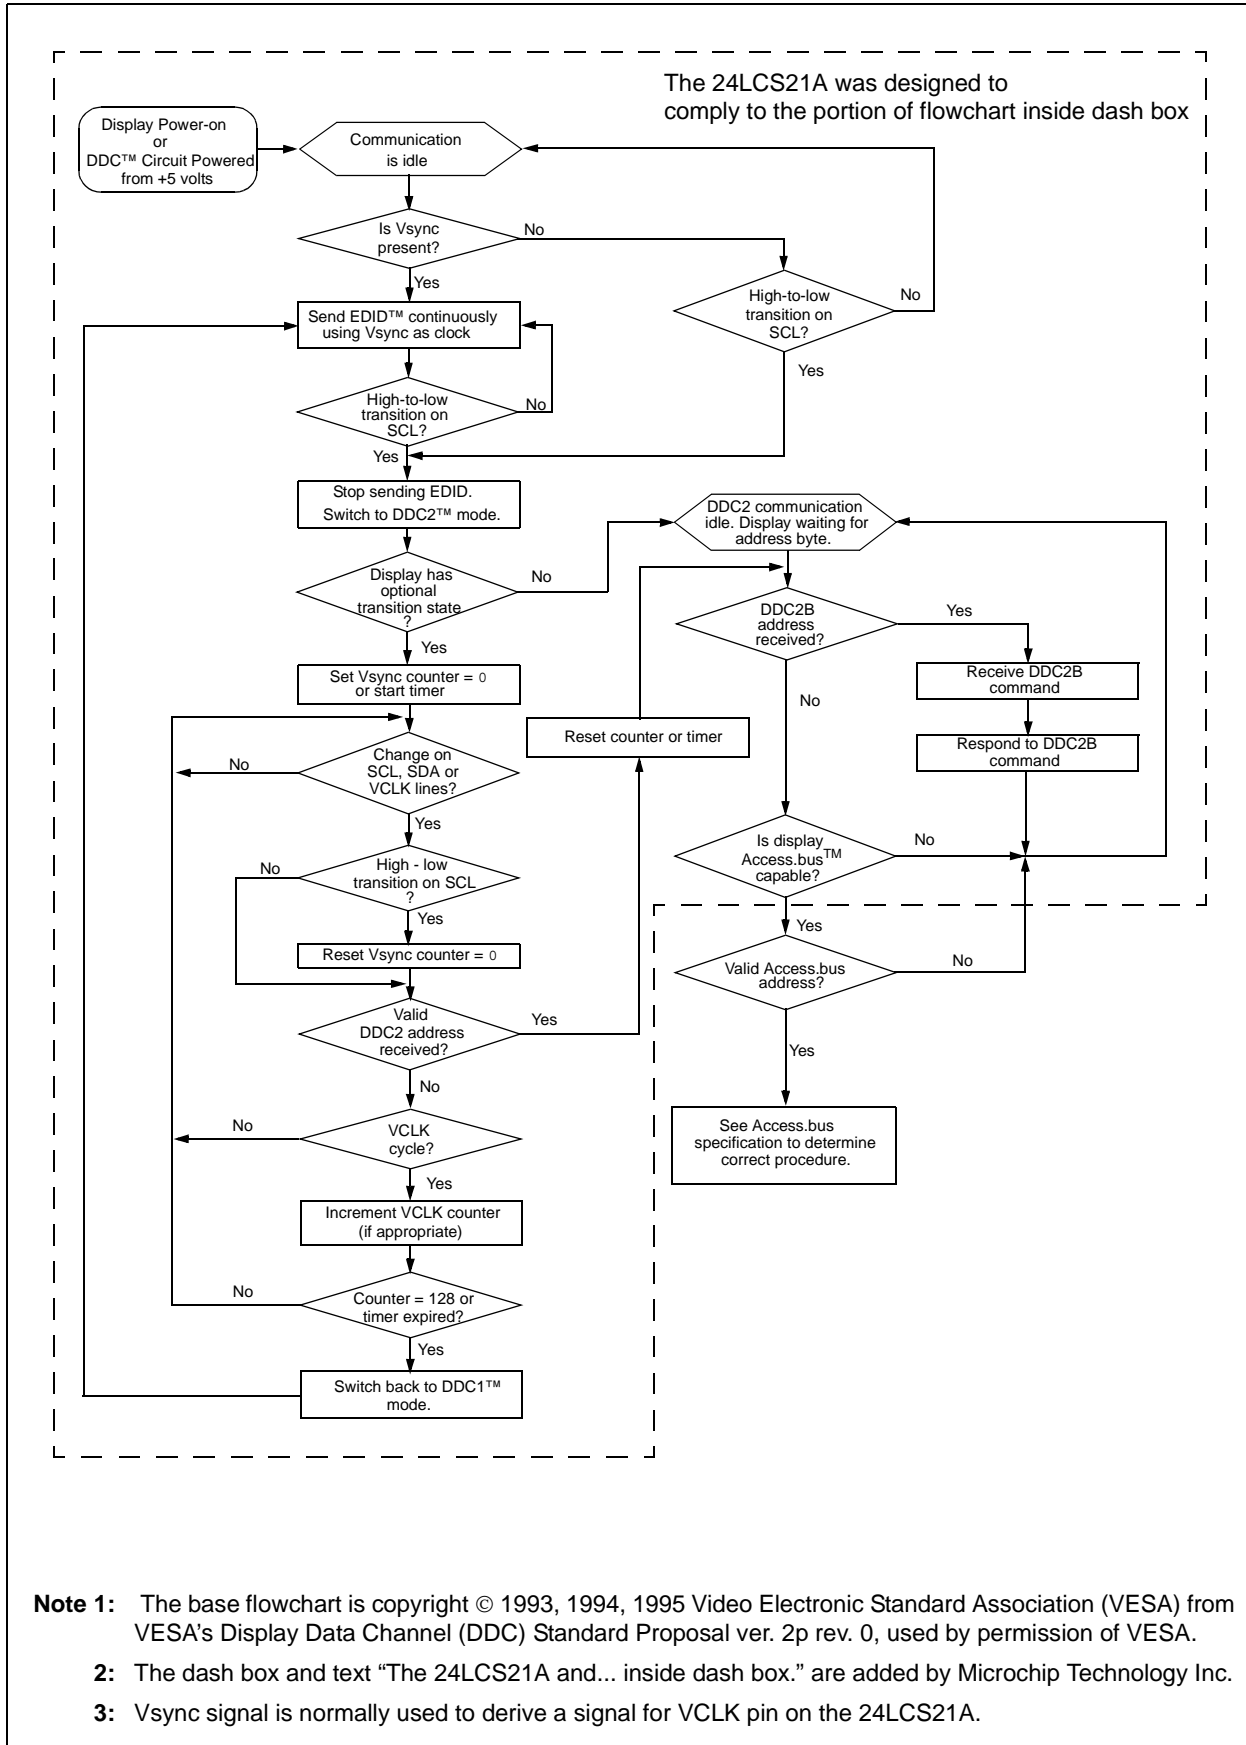 The 24LCS21A was designed to
comply to the portion of flowchart inside dash box
Display Power-on
or
DDC™ Circuit Powered
from +5 volts
Communication
is idle
Is Vsync
present?
No
Yes
High-to-low
transition on
SCL?
No
Yes
Send EDID™ continuously
using Vsync as clock
High-to-low
transition on
SCL?
No
Yes
Stop sending EDID.
Switch to DDC2™ mode.
Display has
optional
transition state
?
No
Yes
DDC2 communication
idle. Display waiting for
address byte.
DDC2B
address
received?
Yes
No
Receive DDC2B
command
Respond to DDC2B
command
Set Vsync counter = 0
or start timer
Reset counter or timer
Change on
SCL, SDA or
VCLK lines?
No
Yes
High - low
transition on SCL
?
No
Yes
Reset Vsync counter = 0
Valid
DDC2 address
received?
Yes
No
VCLK
cycle?
No
Yes
Increment VCLK counter
(if appropriate)
Counter = 128 or
timer expired?
No
Yes
Switch back to DDC1™
mode.
Is display
Access.bus™
capable?
No
Yes
Valid Access.bus
address?
No
Yes
See Access.bus
specification to determine
correct procedure.
Note 1: The base flowchart is copyright © 1993, 1994, 1995 Video Electronic Standard Association (VESA) from
VESA's Display Data Channel (DDC) Standard Proposal ver. 2p rev. 0, used by permission of VESA.
2: The dash box and text “The 24LCS21A and... inside dash box.” are added by Microchip Technology Inc.
3: Vsync signal is normally used to derive a signal for VCLK pin on the 24LCS21A.